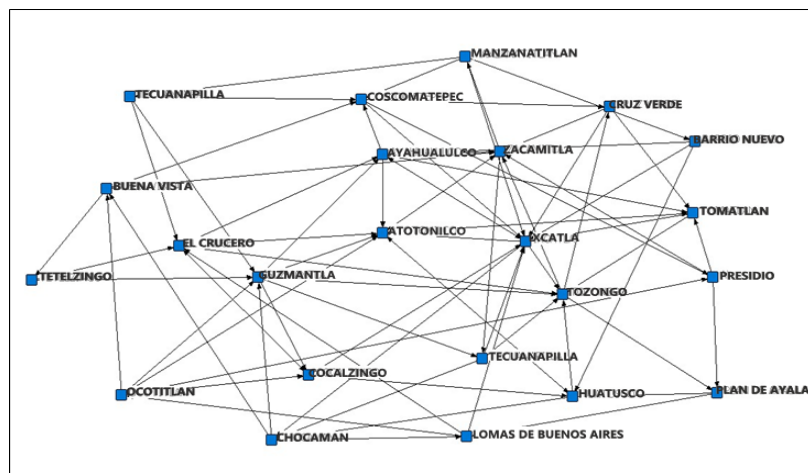 MANZANATITLAN
TECUANAPILLA
COSCOMATEPEC
CRUZ VERDE
BARRIO NUEVO
AYAHUALULCO
ZACAMITLA
BUENA VISTA
TOMATLAN
ATOTONILCO
IXCATLA
EL CRUCERO
TETELZINGO
GUZMANTLA
PRESIDIO
TOZONGO
TECUANAPILLA
COCALZINGO
OCOTITLAN
HUATUSCO
PLAN DE AYALA
CHOCAMAN
LOMAS DE BUENOS AIRES